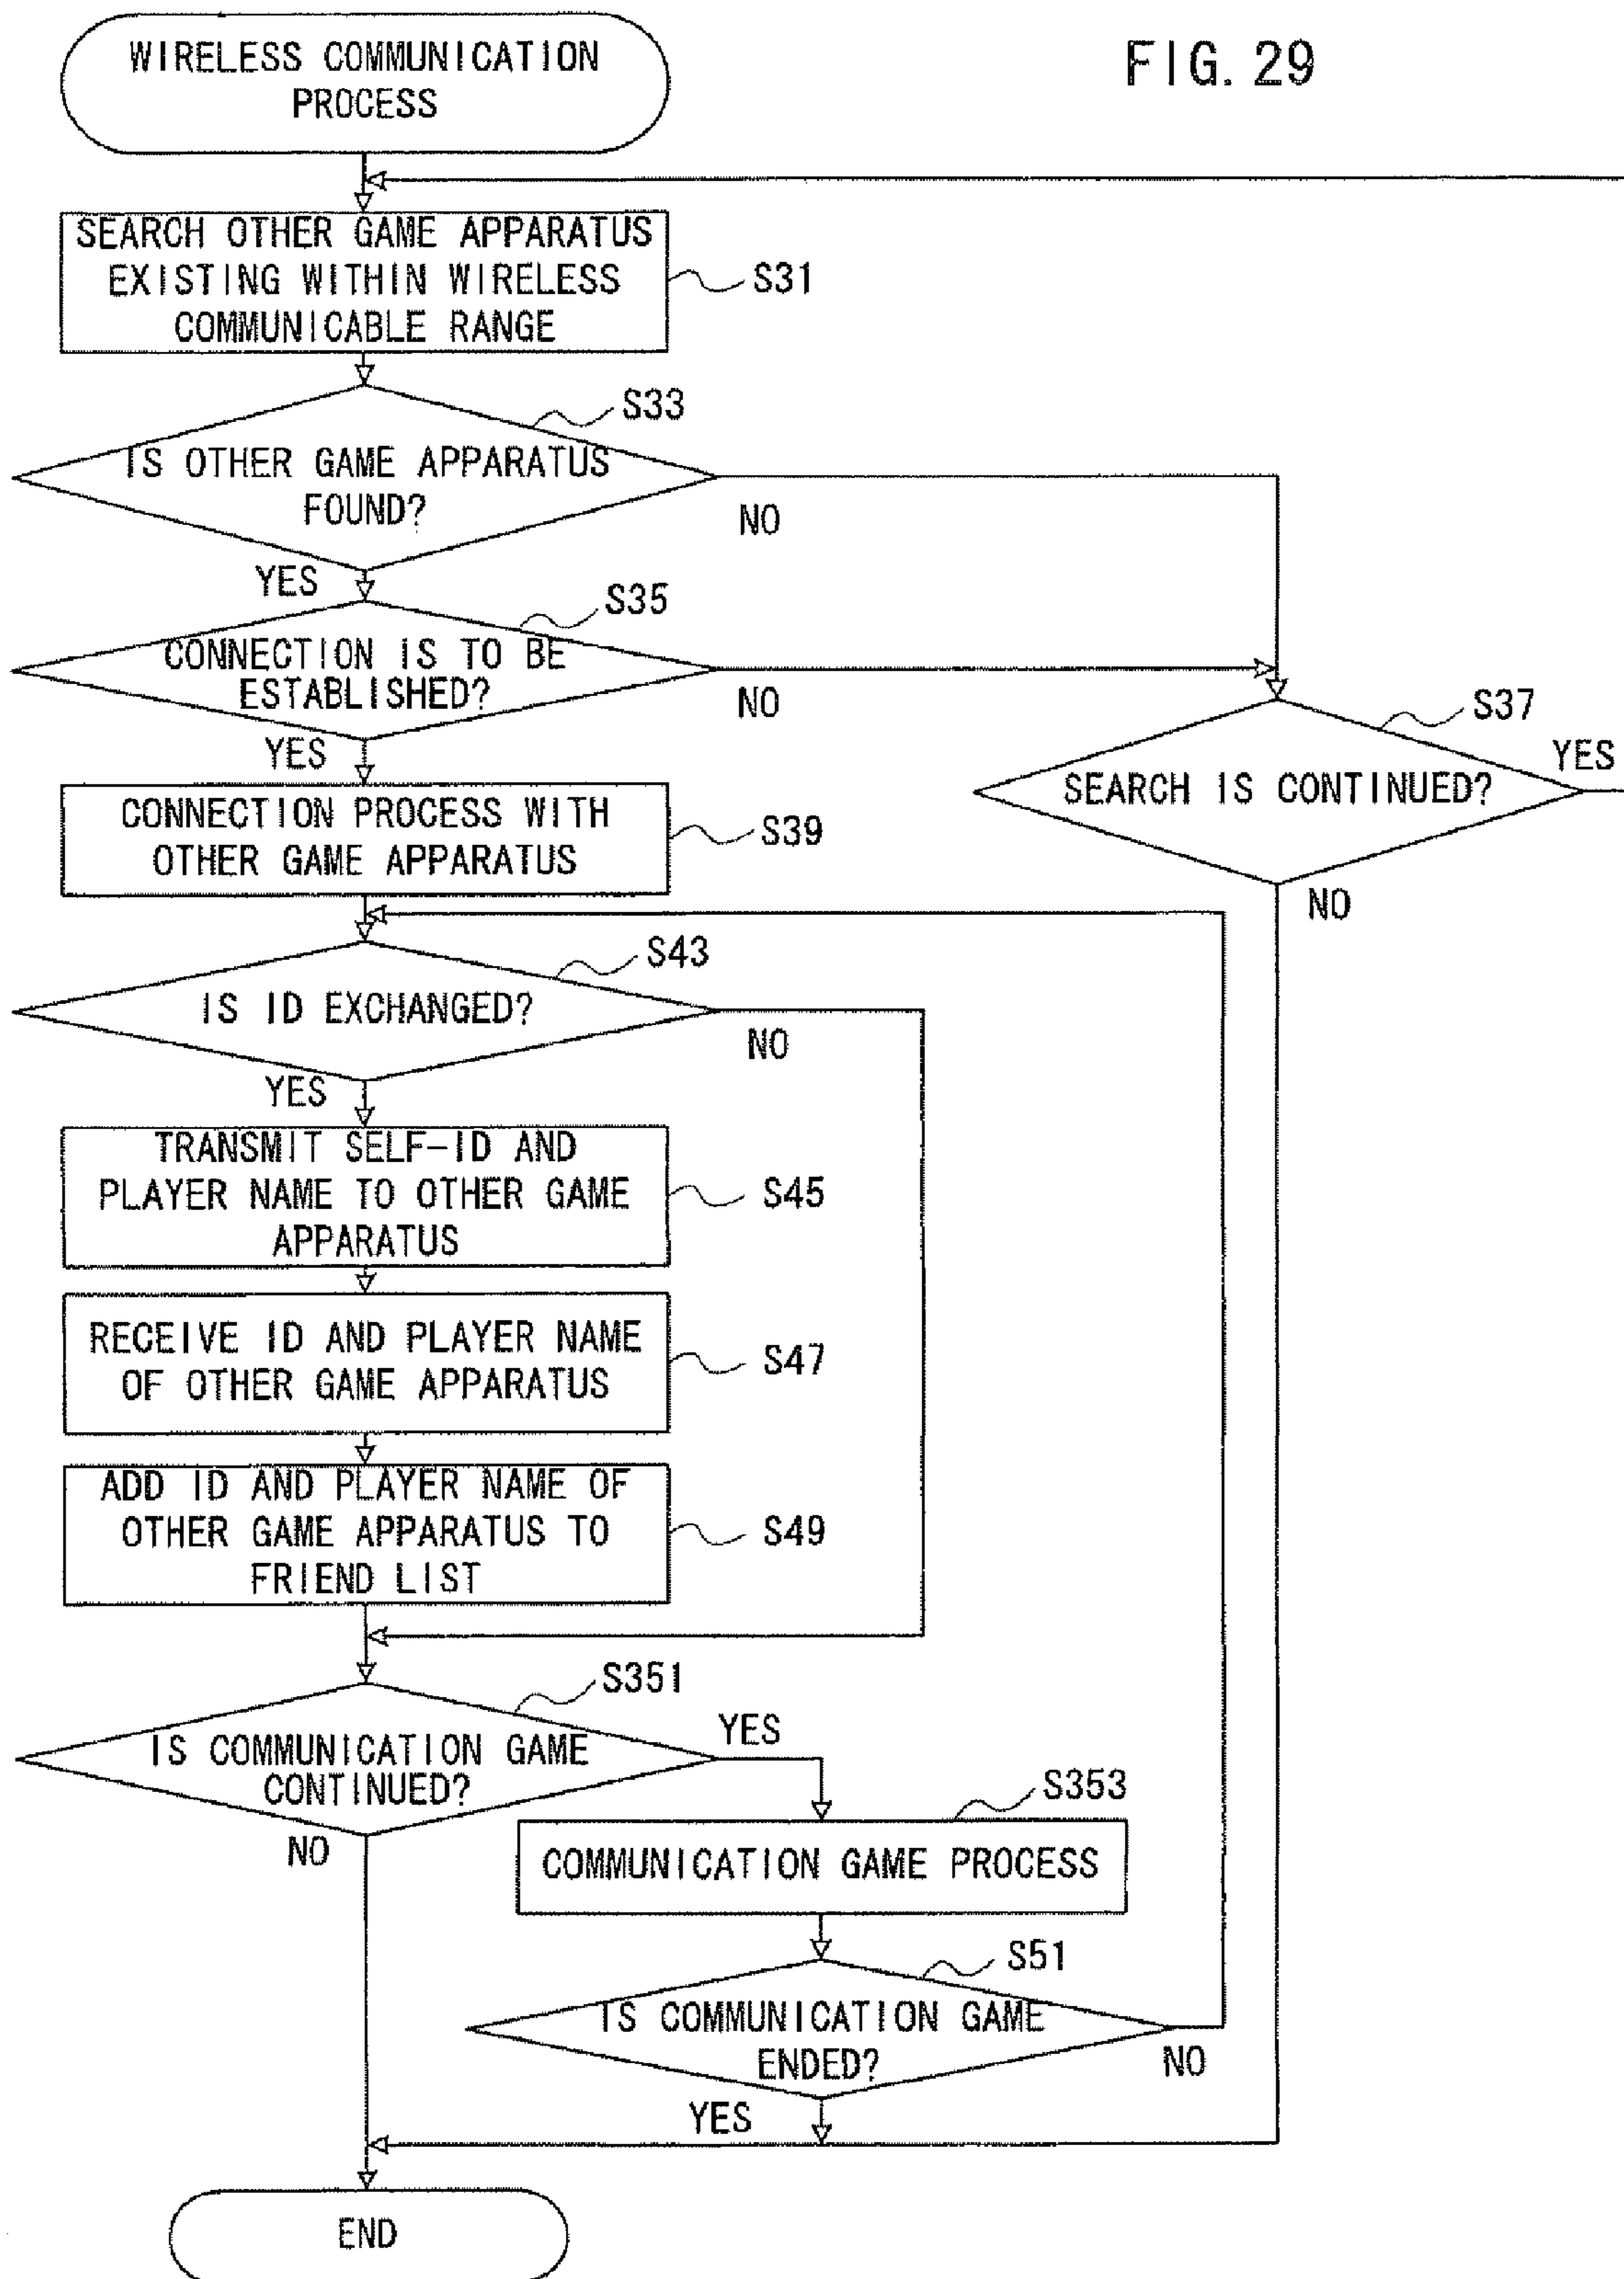 FIG. 29
WIRELESS COMMUNICATION
PROCESS
SEARCH OTHER GAME APPARATUS
EXISTING WITHIN WIRELESS
COMMUNICABLE RANGE
S31
S33
IS OTHER GAME APPARATUS
FOUND?
NO
YES
S35
CONNECTION IS TO BE
ESTABLISHED?
NO
YES
S37
SEARCH IS CONTINUED?
YES
NO
CONNECTION PROCESS WITH
OTHER GAME APPARATUS
S39
S43
IS ID EXCHANGED?
NO
YES
TRANSMIT SELF-ID AND
PLAYER NAME TO OTHER GAME
APPARATUS
S45
RECEIVE ID AND PLAYER NAME
OF OTHER GAME APPARATUS
S47
ADD ID AND PLAYER NAME OF
OTHER GAME APPARATUS TO
FRIEND LIST
S49
S351
IS COMMUNICATION GAME
CONTINUED?
YES
NO
S353
COMMUNICATION GAME PROCESS
S51
IS COMMUNICATION GAME
ENDED?
NO
YES
END